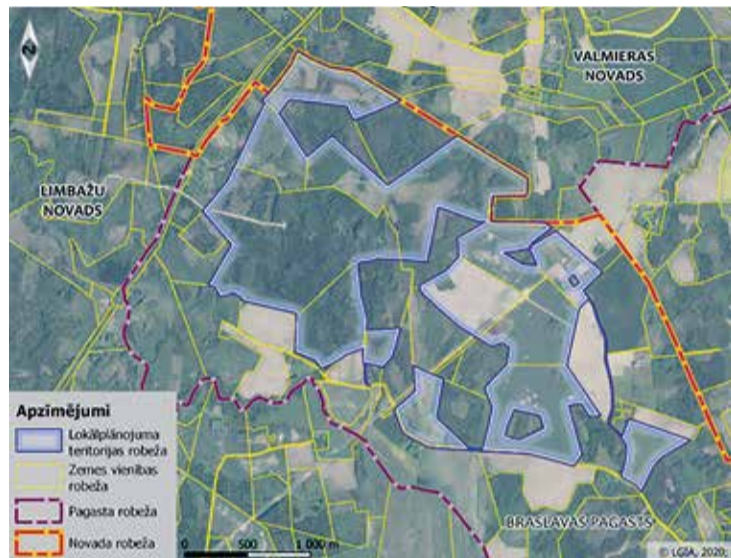 VALMIERAS
NOVADS
LIMBAŽU
NOVADS
Apzīmējumi
Lokālplānojuma
teritorijas robeža
Zemes vienības
robeža
Pagasta robeža
Novada robeža
0 500 1 000 m
BRASLAVAS PAGASTS
© LĢIA, 2020;